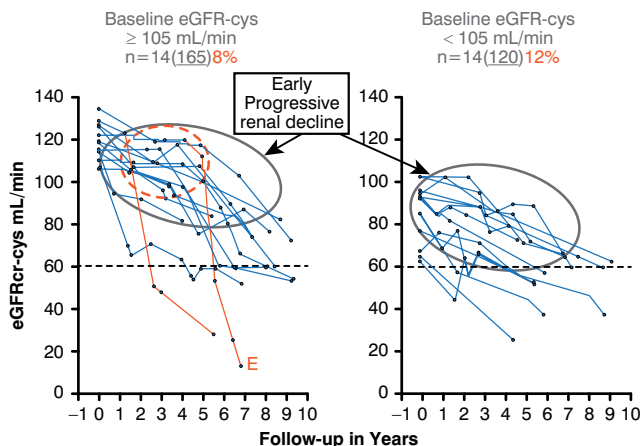 Baseline eGFR-cys
≥ 105 mL/min
n=14(165)8%
Baseline eGFR-cys
< 105 mL/min
n=14(120)12%
Early
Progressive
renal decline
eGFRcr-cys mL/min
140
120
100
80
60
40
20
0
E
−1 0 1 2 3 4 5 6 7 8 9 10
140
120
100
80
60
40
20
0
−1 0 1 2 3 4 5 6 7 8 9 10
Follow-up in Years